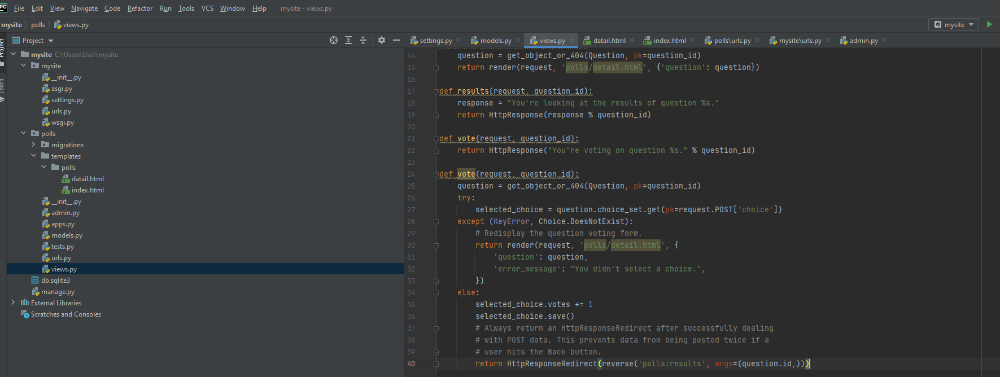 PC File Edit View Navigate Code Refactor Run Tools VCS Window Help mysite - views.py
mysite polls views.py
dj mysite
Project
Learn
Project
mysite C:\Users\User\mysite
mysite
__init__.py
asgi.py
settings.py
urls.py
wsgi.py
polls
migrations
templates
polls
datail.html
index.html
__init__.py
admin.py
apps.py
models.py
tests.py
urls.py
views.py
db.sqlite3
manage.py
External Libraries
Scratches and Consoles
settings.py models.py views.py datail.html index.html polls\urls.py mysite\urls.py admin.py
14 question = get_object_or_404(Question, pk=question_id)
15 return render(request, 'polls/detail.html', {'question': question})
16
17 def results(request, question_id):
18 response = "You're looking at the results of question %s."
19 return HttpResponse(response % question_id)
20
21 def vote(request, question_id):
22 return HttpResponse("You're voting on question %s." % question_id)
23
24 def vote(request, question_id):
25 question = get_object_or_404(Question, pk=question_id)
26 try:
27 selected_choice = question.choice_set.get(pk=request.POST['choice'])
28 except (KeyError, Choice.DoesNotExist):
29 # Redisplay the question voting form.
30 return render(request, 'polls/detail.html', {
31 'question': question,
32 'error_message': "You didn't select a choice.",
33 })
34 else:
35 selected_choice.votes += 1
36 selected_choice.save()
37 # Always return an HttpResponseRedirect after successfully dealing
38 # with POST data. This prevents data from being posted twice if a
39 # user hits the Back button.
40 return HttpResponseRedirect(reverse('polls:results', args=(question.id,)))